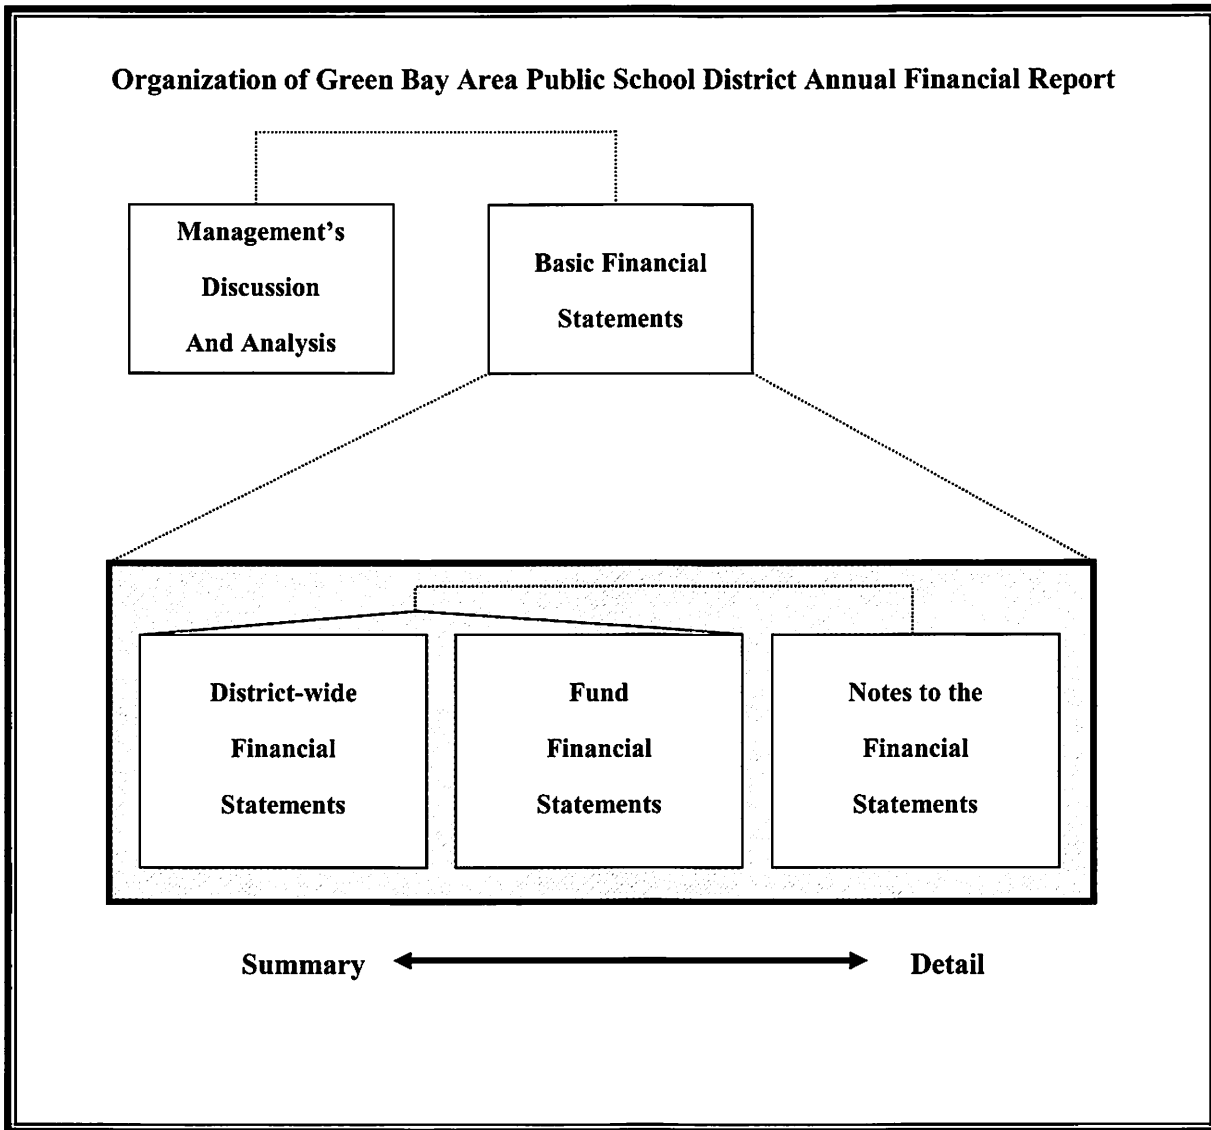 Organization of Green Bay Area Public School District Annual Financial Report
Management’s
Discussion
And Analysis
Basic Financial
Statements
District-wide
Financial
Statements
Fund
Financial
Statements
Notes to the
Financial
Statements
Summary
Detail